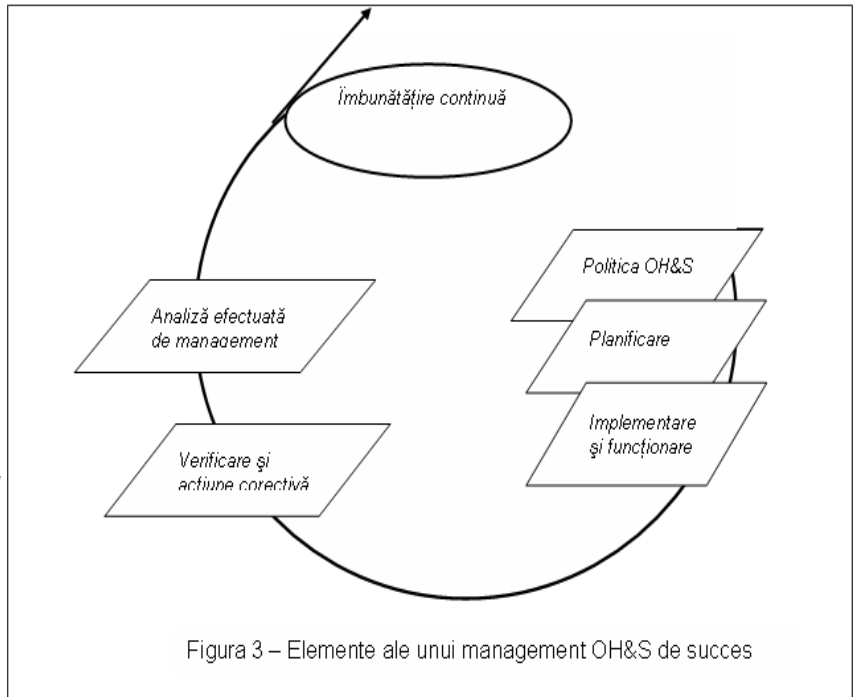 Îmbunătăţire continuă
Politica OH&S
Planificare
Implementare
şi funcţionare
Analiză efectuată
de management
Verificare şi
acţiune corectivă
Figura 3 – Elemente ale unui management OH&S de succes